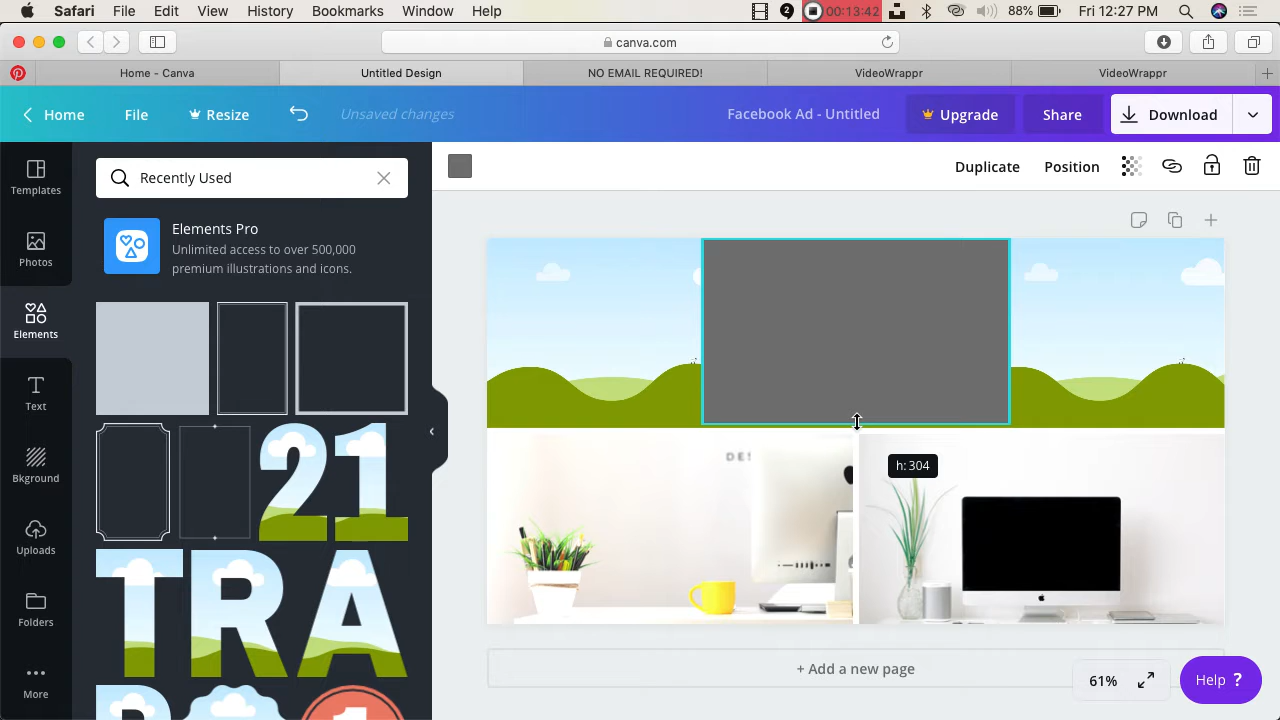 Safari File Edit View History Bookmarks Window Help 2 00:13:42 88% Fri 12:27 PM
canva.com
Home - Canva Untitled Design NO EMAIL REQUIRED! VideoWrappr VideoWrappr
Home File Resize Unsaved changes Facebook Ad - Untitled Upgrade Share Download
Templates
Photos
Elements
Text
Bkground
Uploads
Folders
More
Recently Used
Elements Pro
Unlimited access to over 500,000
premium illustrations and icons.
21
TRA
1
Duplicate Position
DES
h: 304
+ Add a new page
61%
Help ?